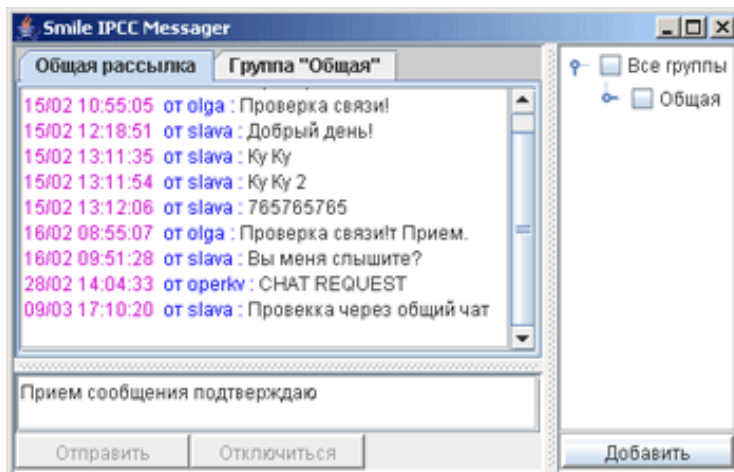 Smile IPCC Messager
Общая рассылка
Группа "Общая"
15/02 10:55:05 от olga : Проверка связи!
15/02 12:18:51 от slava : Добрый день!
15/02 13:11:35 от slava : Ку Ку
15/02 13:11:54 от slava : Ку Ку 2
15/02 13:12:06 от slava : 765765765
16/02 08:55:07 от olga : Проверка связи!т Прием.
16/02 09:51:28 от slava : Вы меня слышите?
28/02 14:04:33 от operkv : CHAT REQUEST
09/03 17:10:20 от slava : Провекка через общий чат
Прием сообщения подтверждаю
Отправить
Отключиться
Все группы
Общая
Добавить